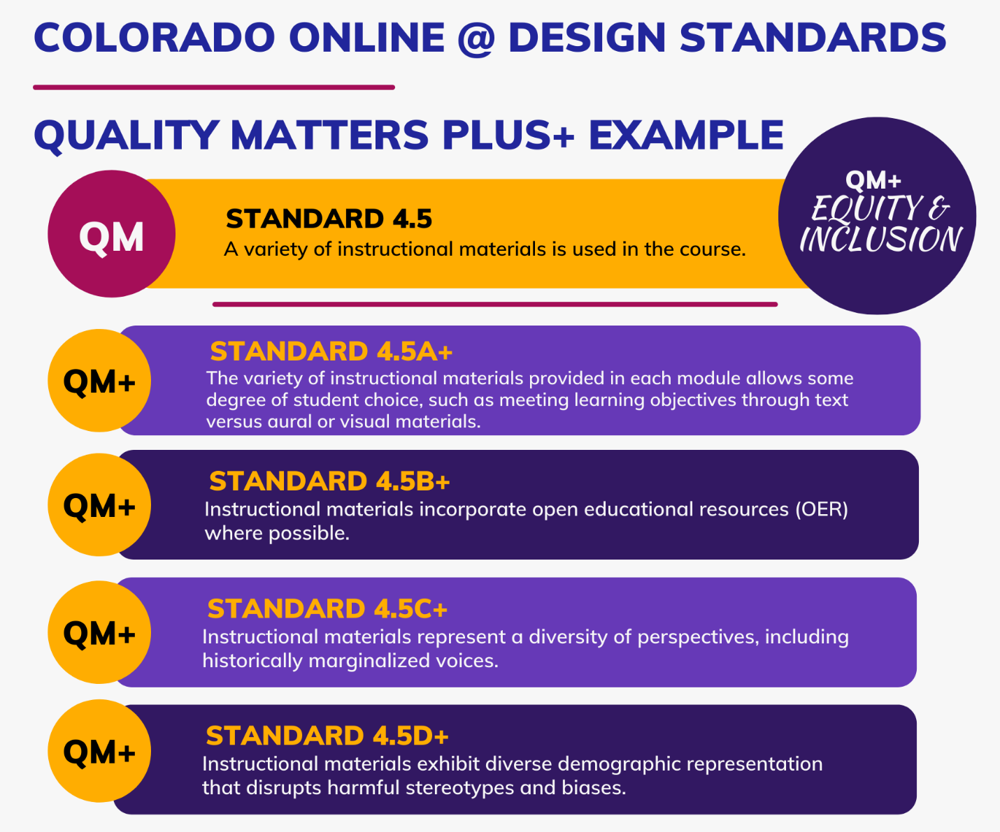 COLORADO ONLINE @ DESIGN STANDARDS
QUALITY MATTERS PLUS+ EXAMPLE
QM
STANDARD 4.5
A variety of instructional materials is used in the course.
QM+
EQUITY &
INCLUSION
QM+
STANDARD 4.5A+
The variety of instructional materials provided in each module allows some
degree of student choice, such as meeting learning objectives through text
versus aural or visual materials.
QM+
STANDARD 4.5B+
Instructional materials incorporate open educational resources (OER)
where possible.
QM+
STANDARD 4.5C+
Instructional materials represent a diversity of perspectives, including
historically marginalized voices.
QM+
STANDARD 4.5D+
Instructional materials exhibit diverse demographic representation
that disrupts harmful stereotypes and biases.